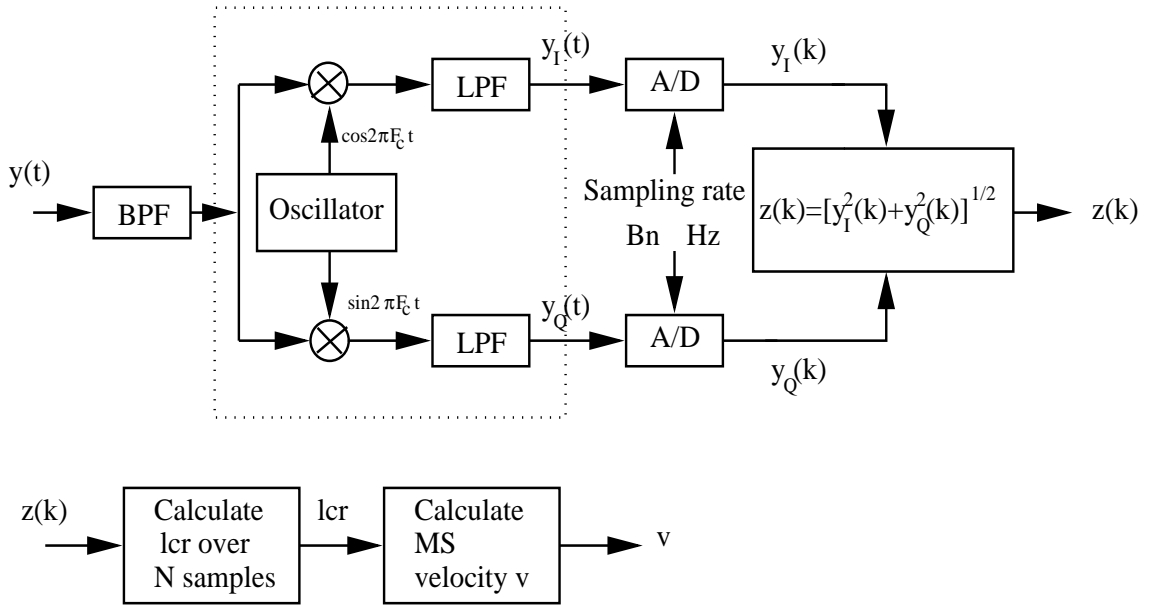 y(t)
BPF
Oscillator
cos2πF_c t
sin2πF_c t
LPF
LPF
y_I(t)
y_Q(t)
A/D
A/D
Sampling rate
Bn Hz
y_I(k)
y_Q(k)
z(k)=[y_I^2(k)+y_Q^2(k)]^1/2
z(k)
z(k)
Calculate
lcr over
N samples
lcr
Calculate
MS
velocity v
v